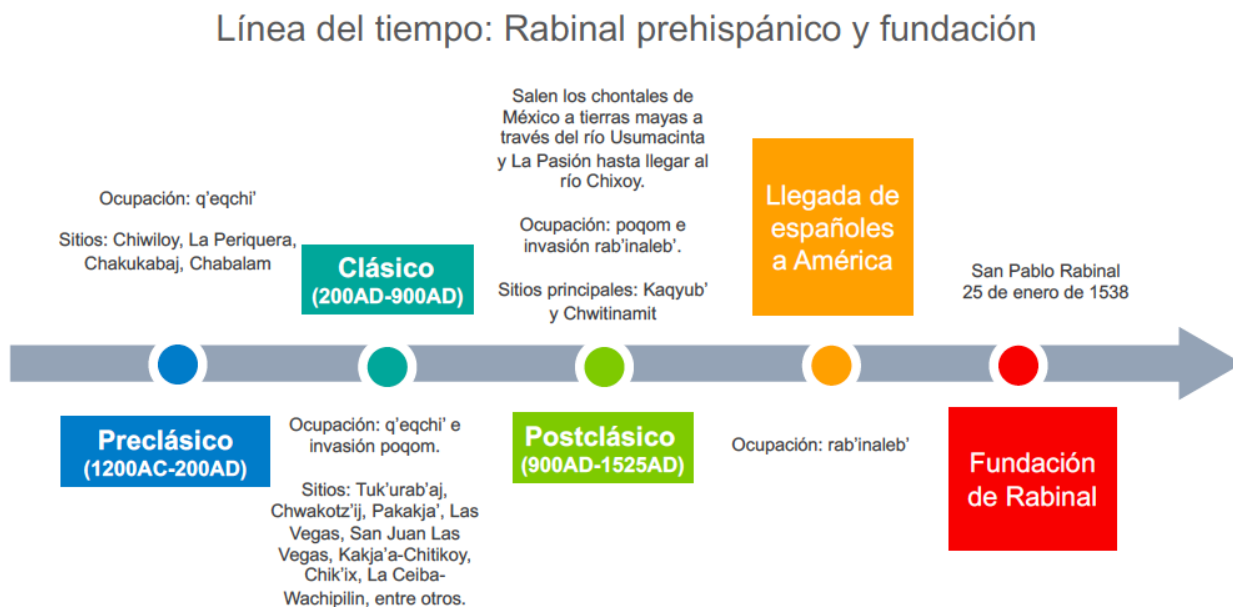 Línea del tiempo: Rabinal prehispánico y fundación
Ocupación: q’eqchi’
Sitios: Chiwiloy, La Periquera,
Chakukabaj, Chabalam
Preclásico
(1200AC-200AD)
Clásico
(200AD-900AD)
Ocupación: q’eqchi’ e
invasión poqom.
Sitios: Tuk’urab’aj,
Chwakotz’ij, Pakakja’, Las
Vegas, San Juan Las
Vegas, Kakja’a-Chitikoy,
Chik’ix, La Ceiba-
Wachipilin, entre otros.
Salen los chontales de
México a tierras mayas a
través del río Usumacinta
y La Pasión hasta llegar al
río Chixoy.
Ocupación: poqom e
invasión rab’inaleb’.
Sitios principales: Kaqyub’
y Chwitinamit
Postclásico
(900AD-1525AD)
Llegada de
españoles
a América
Ocupación: rab’inaleb’
San Pablo Rabinal
25 de enero de 1538
Fundación
de Rabinal